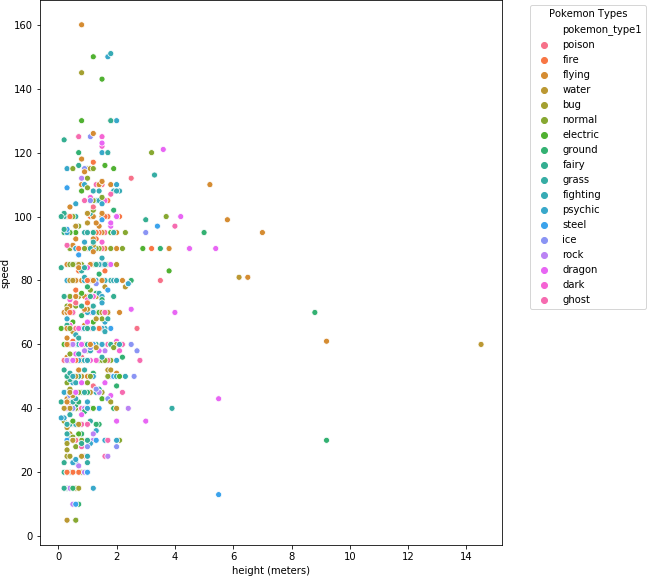 Pokemon Types
pokemon_type1
poison
fire
flying
water
bug
normal
electric
ground
fairy
grass
fighting
psychic
steel
ice
rock
dragon
dark
ghost
160
140
120
100
80
60
40
20
0
speed
0 2 4 6 8 10 12 14
height (meters)